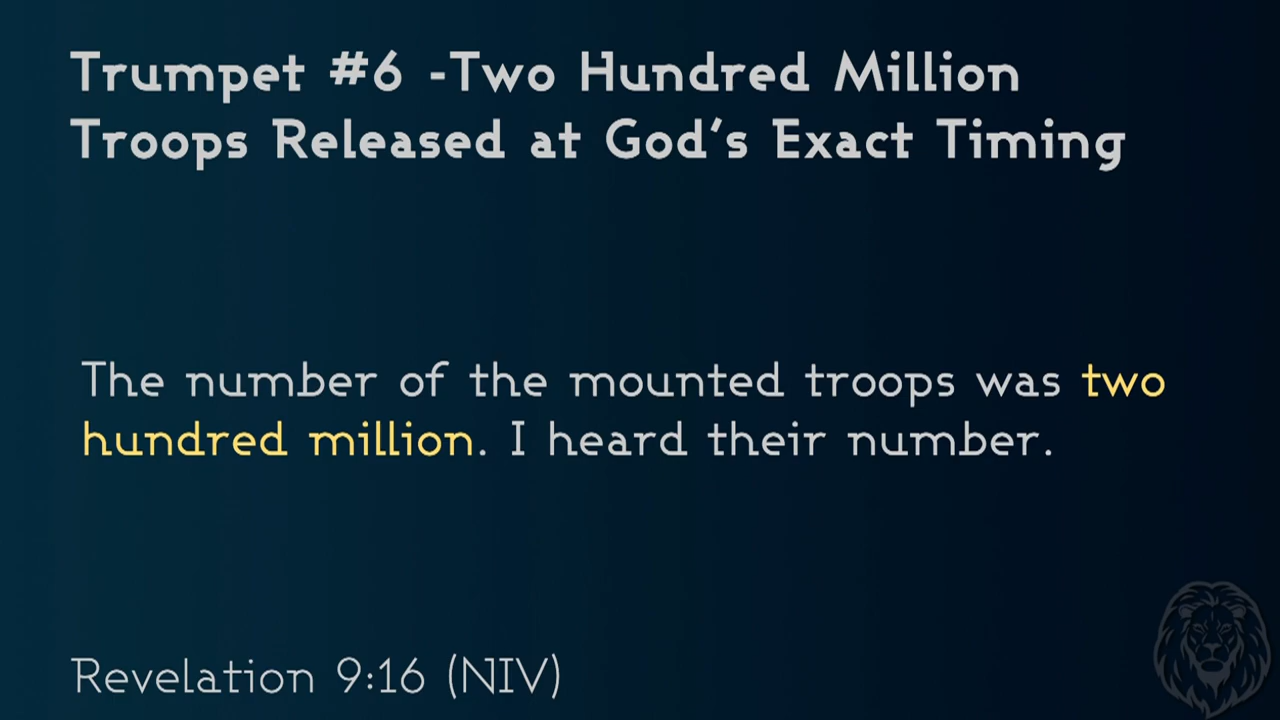 Trumpet #6 -Two Hundred Million
Troops Released at God's Exact Timing
The number of the mounted troops was two
hundred million. I heard their number.
Revelation 9:16 (NIV)